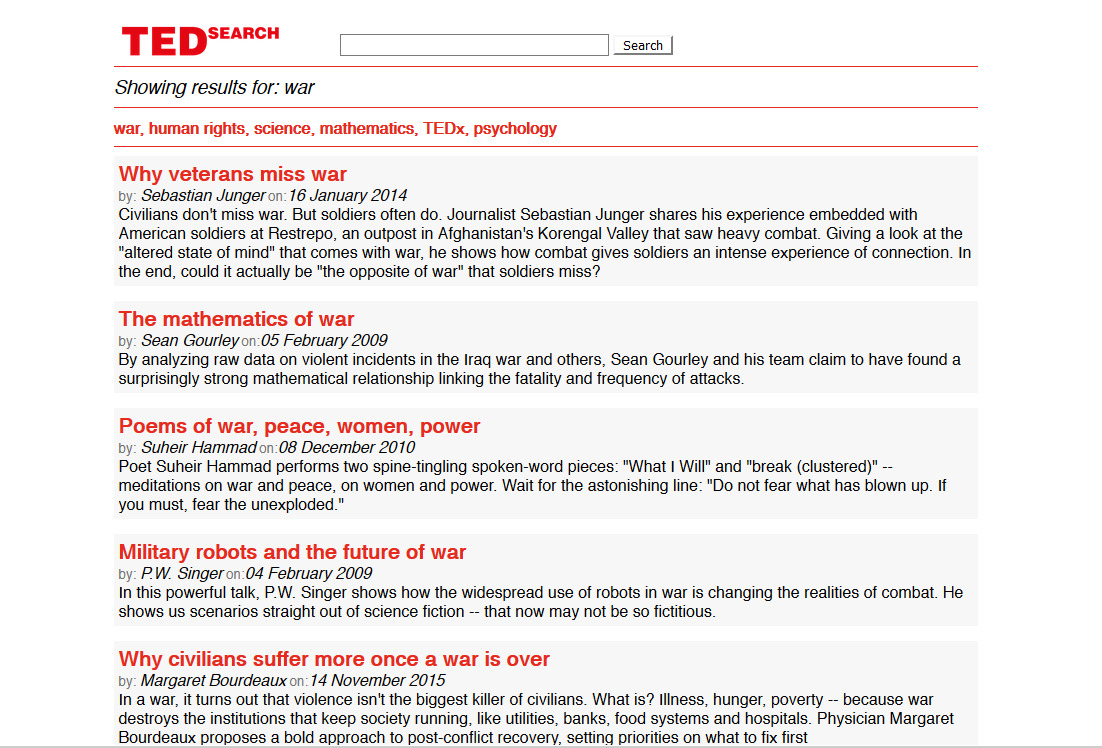 TED SEARCH
Search
Showing results for: war
war, human rights, science, mathematics, TEDx, psychology
Why veterans miss war
by: Sebastian Junger on: 16 January 2014
Civilians don't miss war. But soldiers often do. Journalist Sebastian Junger shares his experience embedded with
American soldiers at Restrepo, an outpost in Afghanistan's Korengal Valley that saw heavy combat. Giving a look at the
"altered state of mind" that comes with war, he shows how combat gives soldiers an intense experience of connection. In
the end, could it actually be "the opposite of war" that soldiers miss?
The mathematics of war
by: Sean Gourley on: 05 February 2009
By analyzing raw data on violent incidents in the Iraq war and others, Sean Gourley and his team claim to have found a
surprisingly strong mathematical relationship linking the fatality and frequency of attacks.
Poems of war, peace, women, power
by: Suheir Hammad on: 08 December 2010
Poet Suheir Hammad performs two spine-tingling spoken-word pieces: "What I Will" and "break (clustered)" --
meditations on war and peace, on women and power. Wait for the astonishing line: "Do not fear what has blown up. If
you must, fear the unexploded."
Military robots and the future of war
by: P.W. Singer on: 04 February 2009
In this powerful talk, P.W. Singer shows how the widespread use of robots in war is changing the realities of combat. He
shows us scenarios straight out of science fiction -- that now may not be so fictitious.
Why civilians suffer more once a war is over
by: Margaret Bourdeaux on: 14 November 2015
In a war, it turns out that violence isn't the biggest killer of civilians. What is? Illness, hunger, poverty -- because war
destroys the institutions that keep society running, like utilities, banks, food systems and hospitals. Physician Margaret
Bourdeaux proposes a bold approach to post-conflict recovery, setting priorities on what to fix first